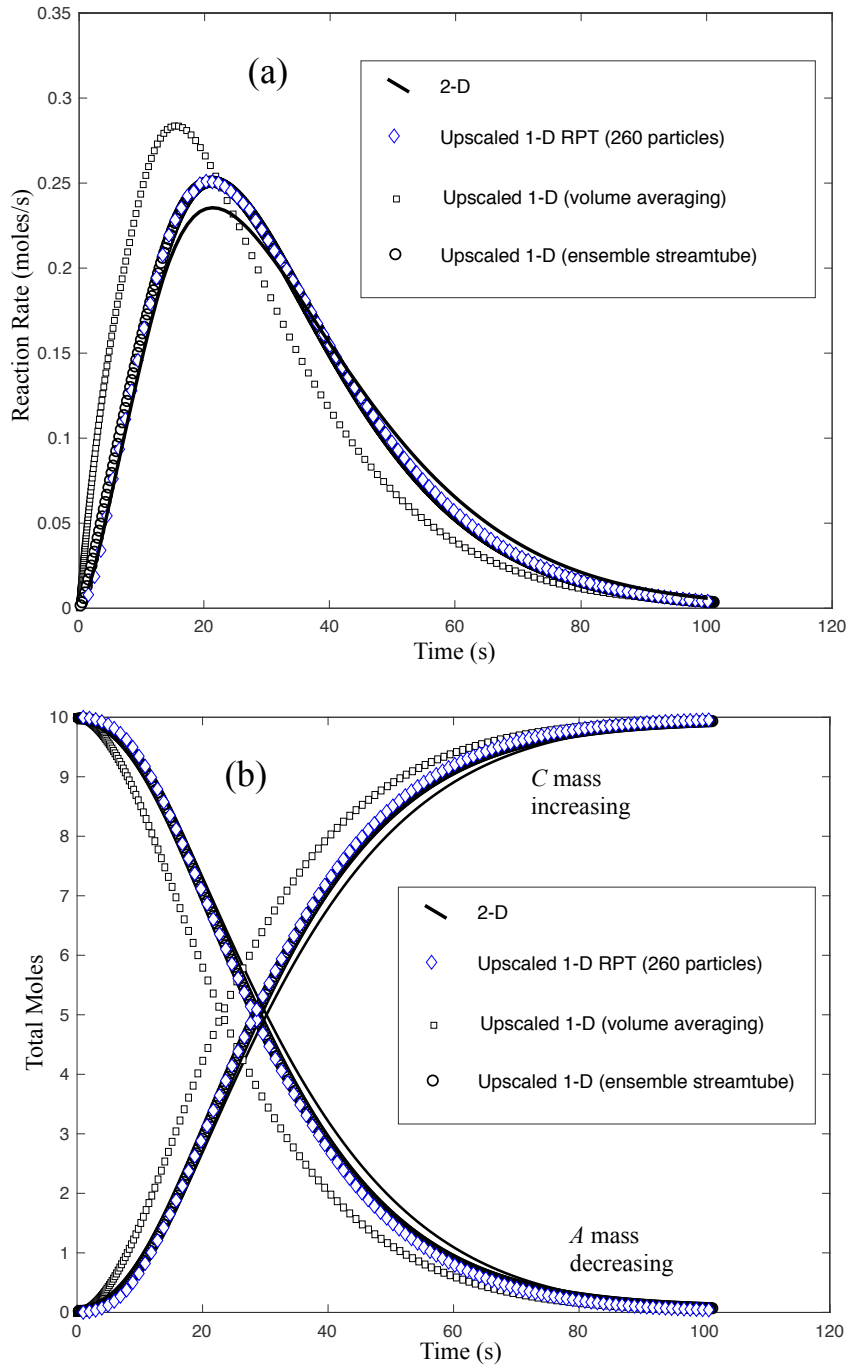 0.35
0.3
0.25
0.2
0.15
0.1
0.05
0
Reaction Rate (moles/s)
(a)
2-D
Upscaled 1-D RPT (260 particles)
Upscaled 1-D (volume averaging)
Upscaled 1-D (ensemble streamtube)
0 20 40 60 80 100 120
Time (s)
10
9
8
7
6
5
4
3
2
1
0
Total Moles
(b)
C mass
increasing
2-D
Upscaled 1-D RPT (260 particles)
Upscaled 1-D (volume averaging)
Upscaled 1-D (ensemble streamtube)
A mass
decreasing
0 20 40 60 80 100 120
Time (s)